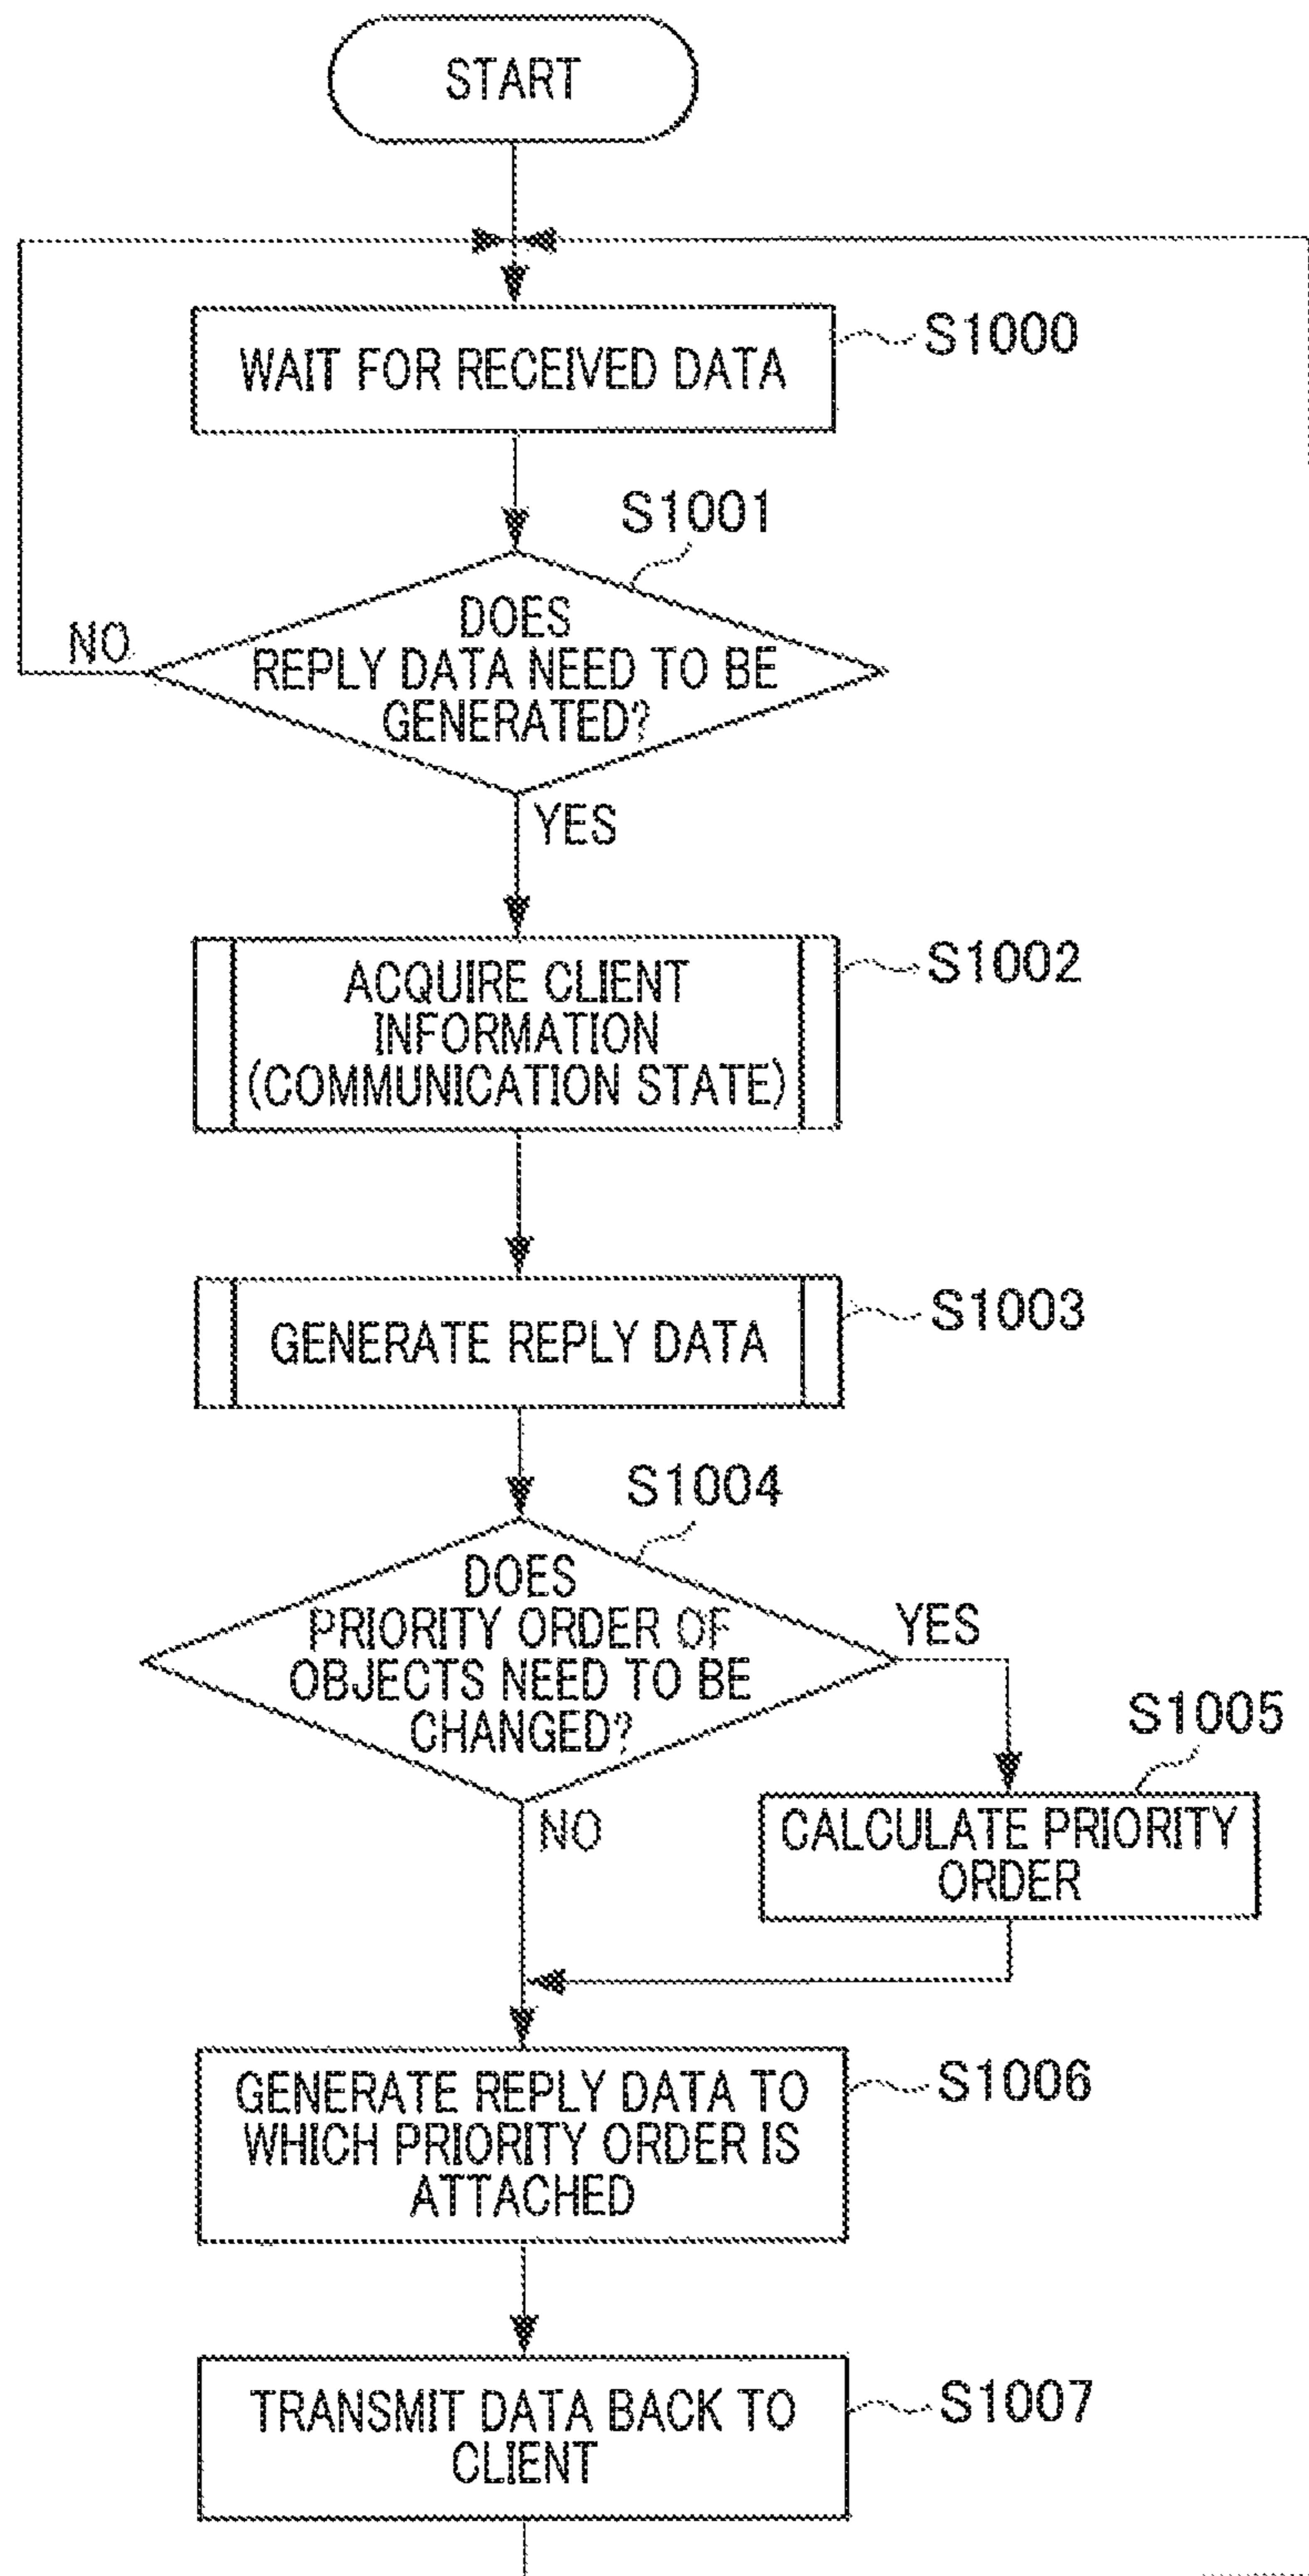 START
WAIT FOR RECEIVED DATA
S1000
S1001
DOES
REPLY DATA NEED TO BE
GENERATED?
NO
YES
ACQUIRE CLIENT
INFORMATION
(COMMUNICATION STATE)
S1002
GENERATE REPLY DATA
S1003
S1004
DOES
PRIORITY ORDER OF
OBJECTS NEED TO BE
CHANGED?
YES
NO
S1005
CALCULATE PRIORITY
ORDER
GENERATE REPLY DATA TO
WHICH PRIORITY ORDER IS
ATTACHED
S1006
TRANSMIT DATA BACK TO
CLIENT
S1007